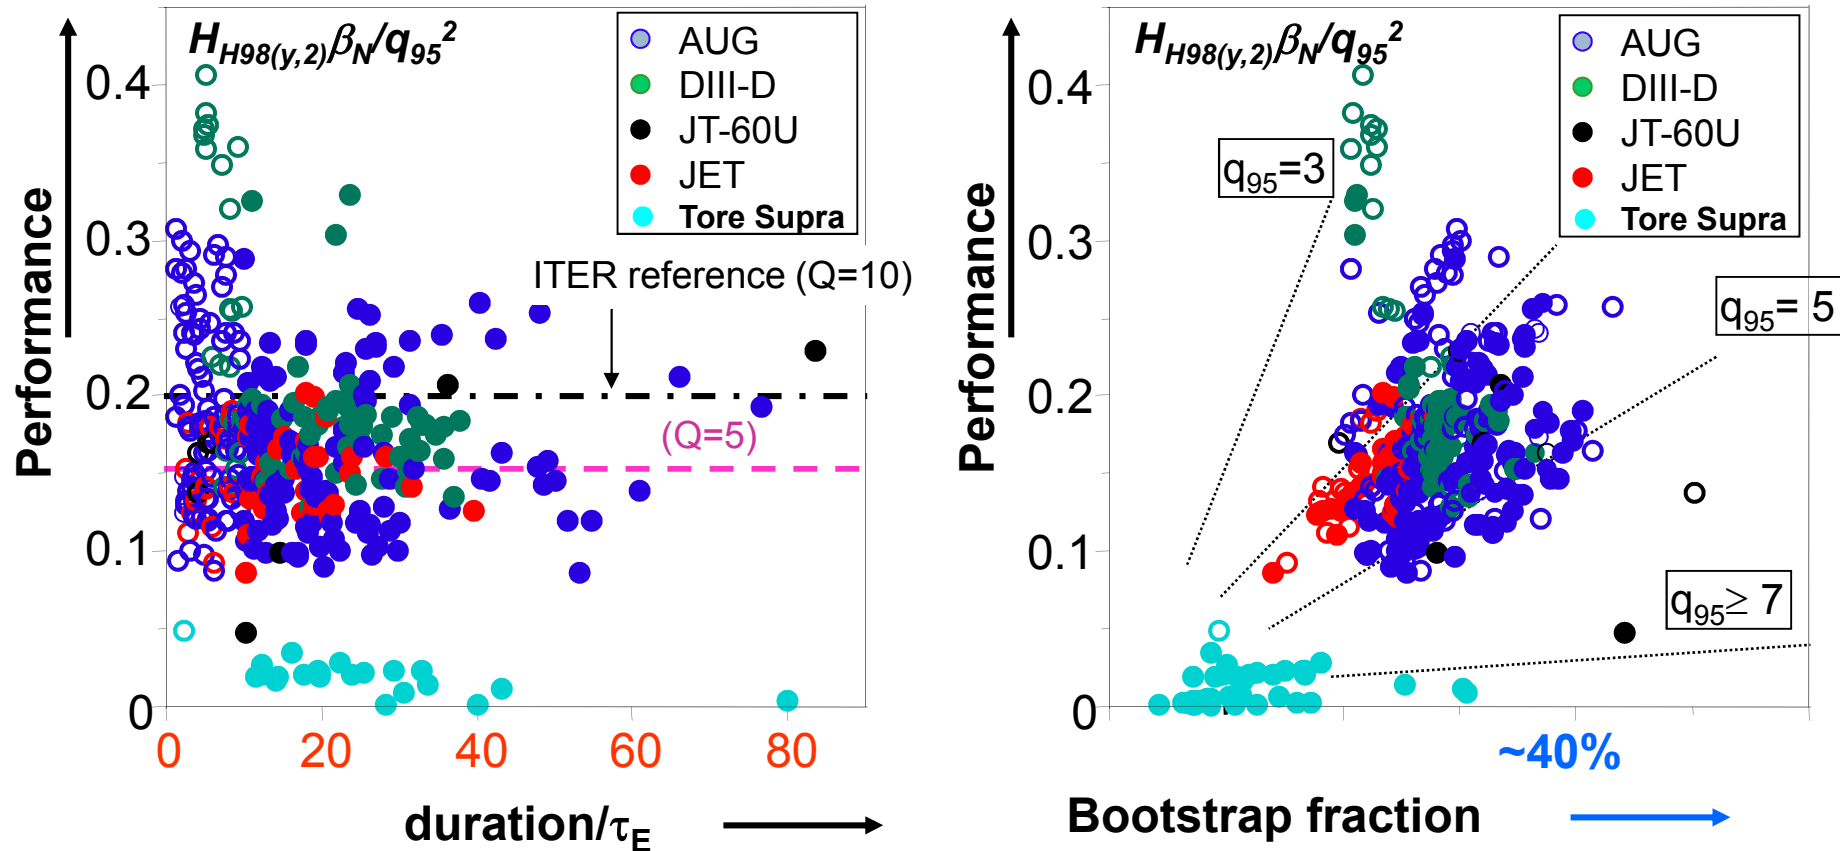 H_H98(y,2)β_N/q_95^2
AUG
DIII-D
JT-60U
JET
Tore Supra
0.4
0.3
0.2
0.1
0
Performance
ITER reference (Q=10)
(Q=5)
0 20 40 60 80
duration/τ_E
H_H98(y,2)β_N/q_95^2
AUG
DIII-D
JT-60U
JET
Tore Supra
0.4
0.3
0.2
0.1
0
Performance
q_95=3
q_95= 5
q_95≥ 7
~40%
Bootstrap fraction